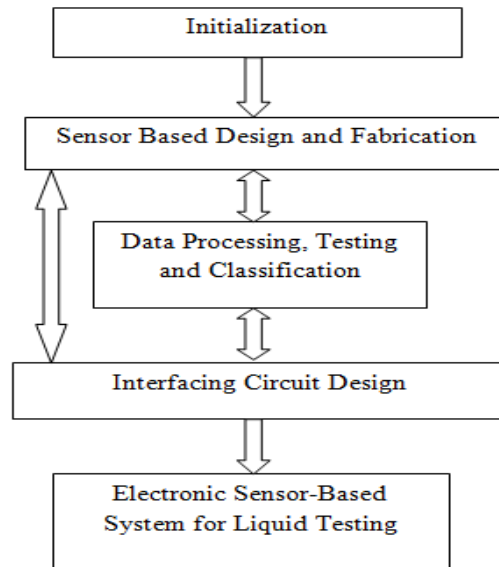 Initialization
Sensor Based Design and Fabrication
Data Processing, Testing
and Classification
Interfacing Circuit Design
Electronic Sensor-Based
System for Liquid Testing